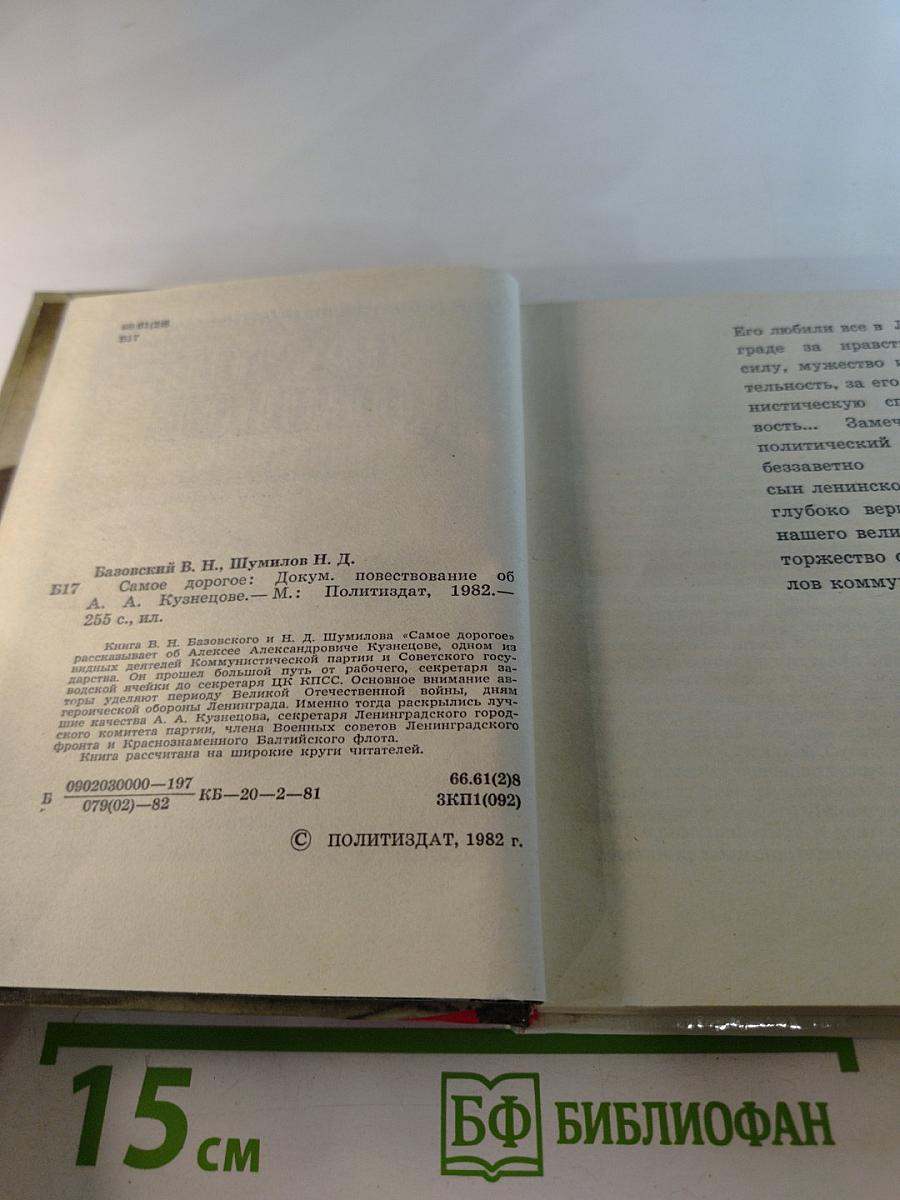 66.61(2)8
Б17
Базовский В. Н., Шумилов Н. Д.
Б17 Самое дорогое: Докум. повествование об
А. А. Кузнецове.— М.: Политиздат, 1982.—
255 с., ил.
Книга В. Н. Базовского и Н. Д. Шумилова «Самое дорогое»
рассказывает об Алексее Александровиче Кузнецове, одном из
видных деятелей Коммунистической партии и Советского госу-
дарства. Он прошел большой путь от рабочего, секретаря за-
водской ячейки до секретаря ЦК КПСС. Основное внимание ав-
торы уделяют периоду Великой Отечественной войны, дням
героической обороны Ленинграда. Именно тогда раскрылись луч-
шие качества А. А. Кузнецова, секретаря Ленинградского город-
ского комитета партии, члена Военных советов Ленинградского
фронта и Краснознаменного Балтийского флота.
Книга рассчитана на широкие круги читателей.
Б 0902030000—197 / 079(02)—82 КБ—20—2—81
66.61(2)8
3КП1(092)
© ПОЛИТИЗДАТ, 1982 г.
Его любили все в Л
граде за нравст
силу, мужество и
тельность, за его
нистическую сп
вость... Замеч
политический
беззаветно
сын ленинско
глубоко вер
нашего вели
торжество
лов комму
15 см
БФ БИБЛИОФАН